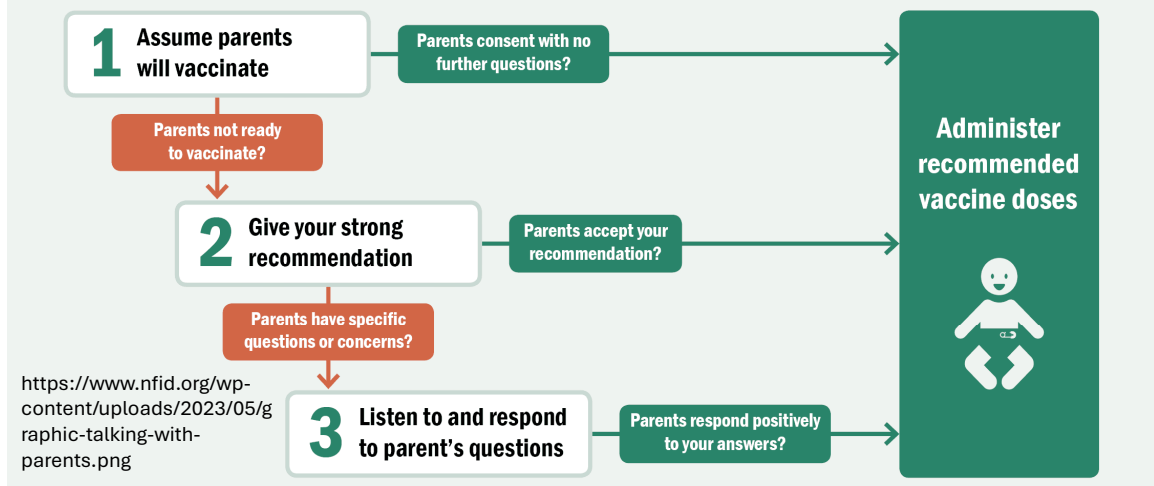 1
Assume parents
will vaccinate
Parents consent with no
further questions?
Parents not ready
to vaccinate?
2
Give your strong
recommendation
Parents accept your
recommendation?
Parents have specific
questions or concerns?
3
Listen to and respond
to parent’s questions
Parents respond positively
to your answers?
Administer
recommended
vaccine doses
https://www.nfid.org/wp-
content/uploads/2023/05/g
raphic-talking-with-
parents.png